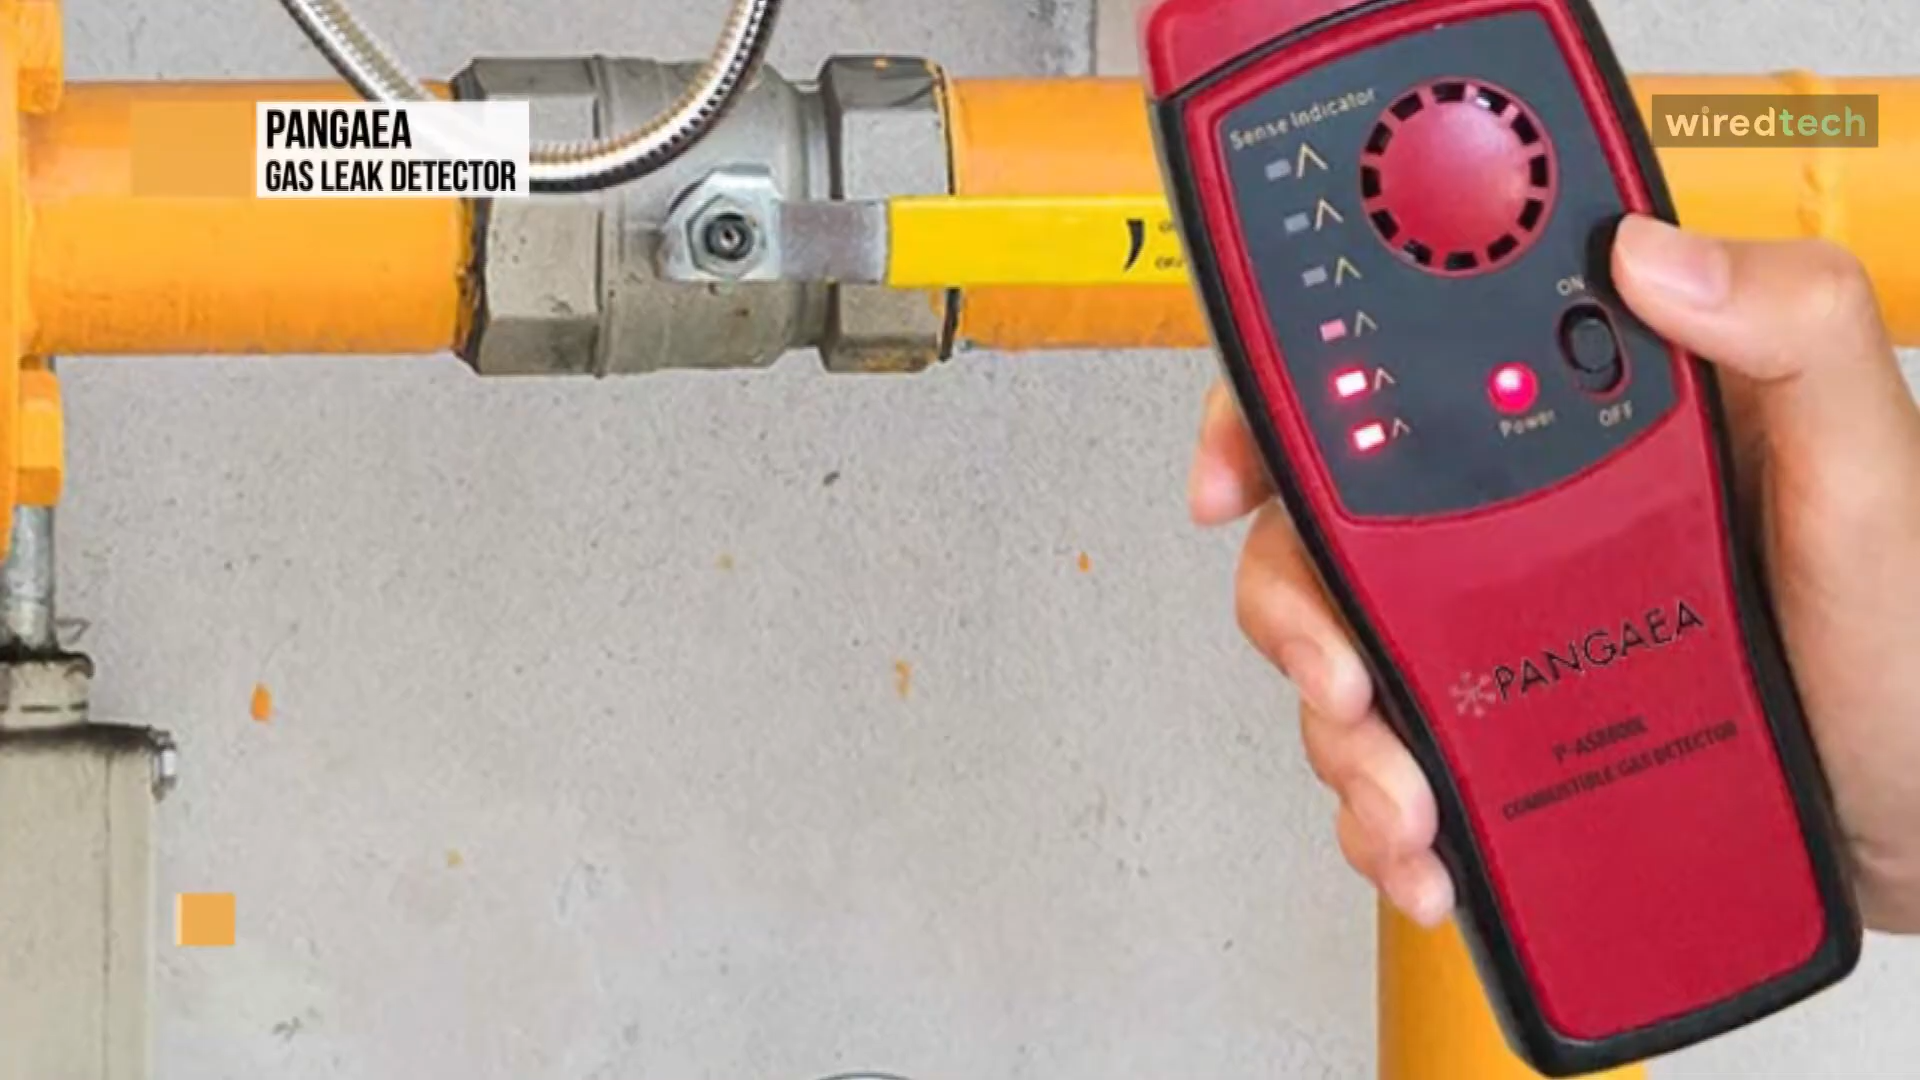 PANGAEA
GAS LEAK DETECTOR
wiredtech
Sense Indicator
ON
OFF
Power
PANGAEA
COMBUSTIBLE GAS DETECTOR